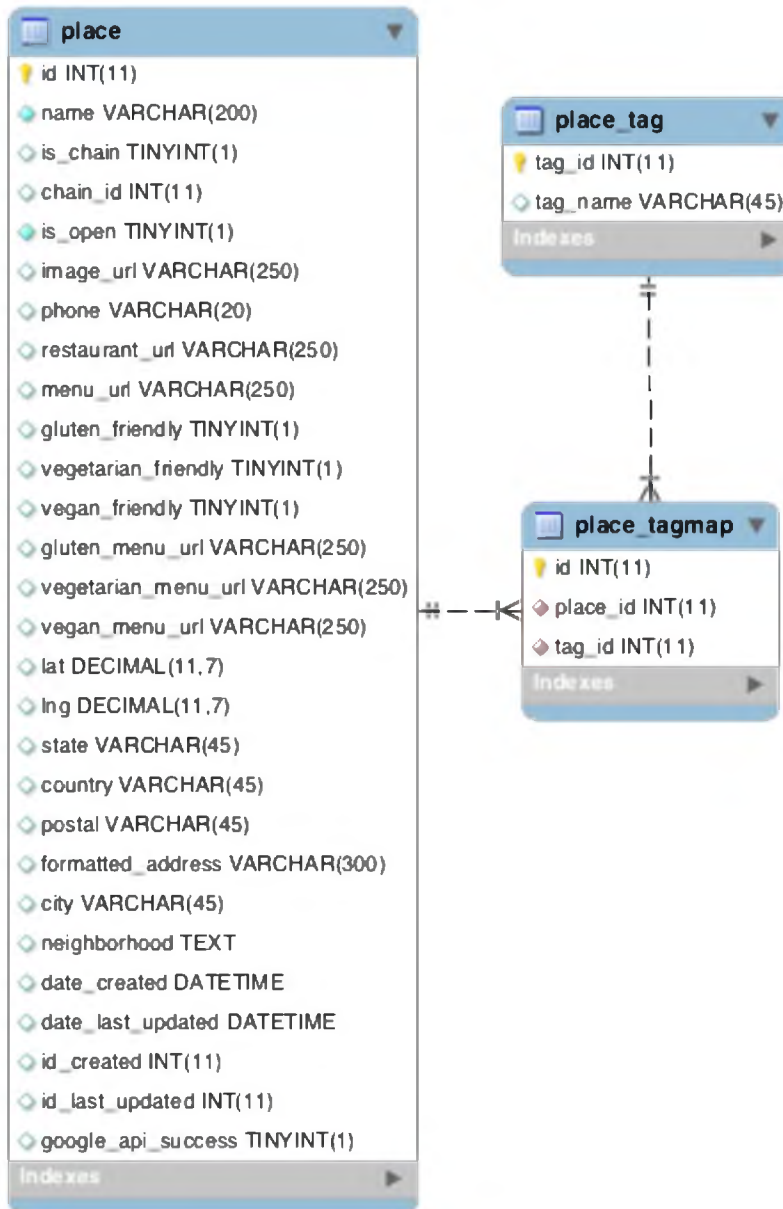 place
id INT(11)
name VARCHAR(200)
is_chain TINYINT(1)
chain_id INT(11)
is_open TINYINT(1)
image_url VARCHAR(250)
phone VARCHAR(20)
restaurant_url VARCHAR(250)
menu_url VARCHAR(250)
gluten_friendly TINYINT(1)
vegetarian_friendly TINYINT(1)
vegan_friendly TINYINT(1)
gluten_menu_url VARCHAR(250)
vegetarian_menu_url VARCHAR(250)
vegan_menu_url VARCHAR(250)
lat DECIMAL(11,7)
lng DECIMAL(11,7)
state VARCHAR(45)
country VARCHAR(45)
postal VARCHAR(45)
formatted_address VARCHAR(300)
city VARCHAR(45)
neighborhood TEXT
date_created DATETIME
date_last_updated DATETIME
id_created INT(11)
id_last_updated INT(11)
google_api_success TINYINT(1)
Indexes
place_tag
tag_id INT(11)
tag_name VARCHAR(45)
Indexes
place_tagmap
id INT(11)
place_id INT(11)
tag_id INT(11)
Indexes